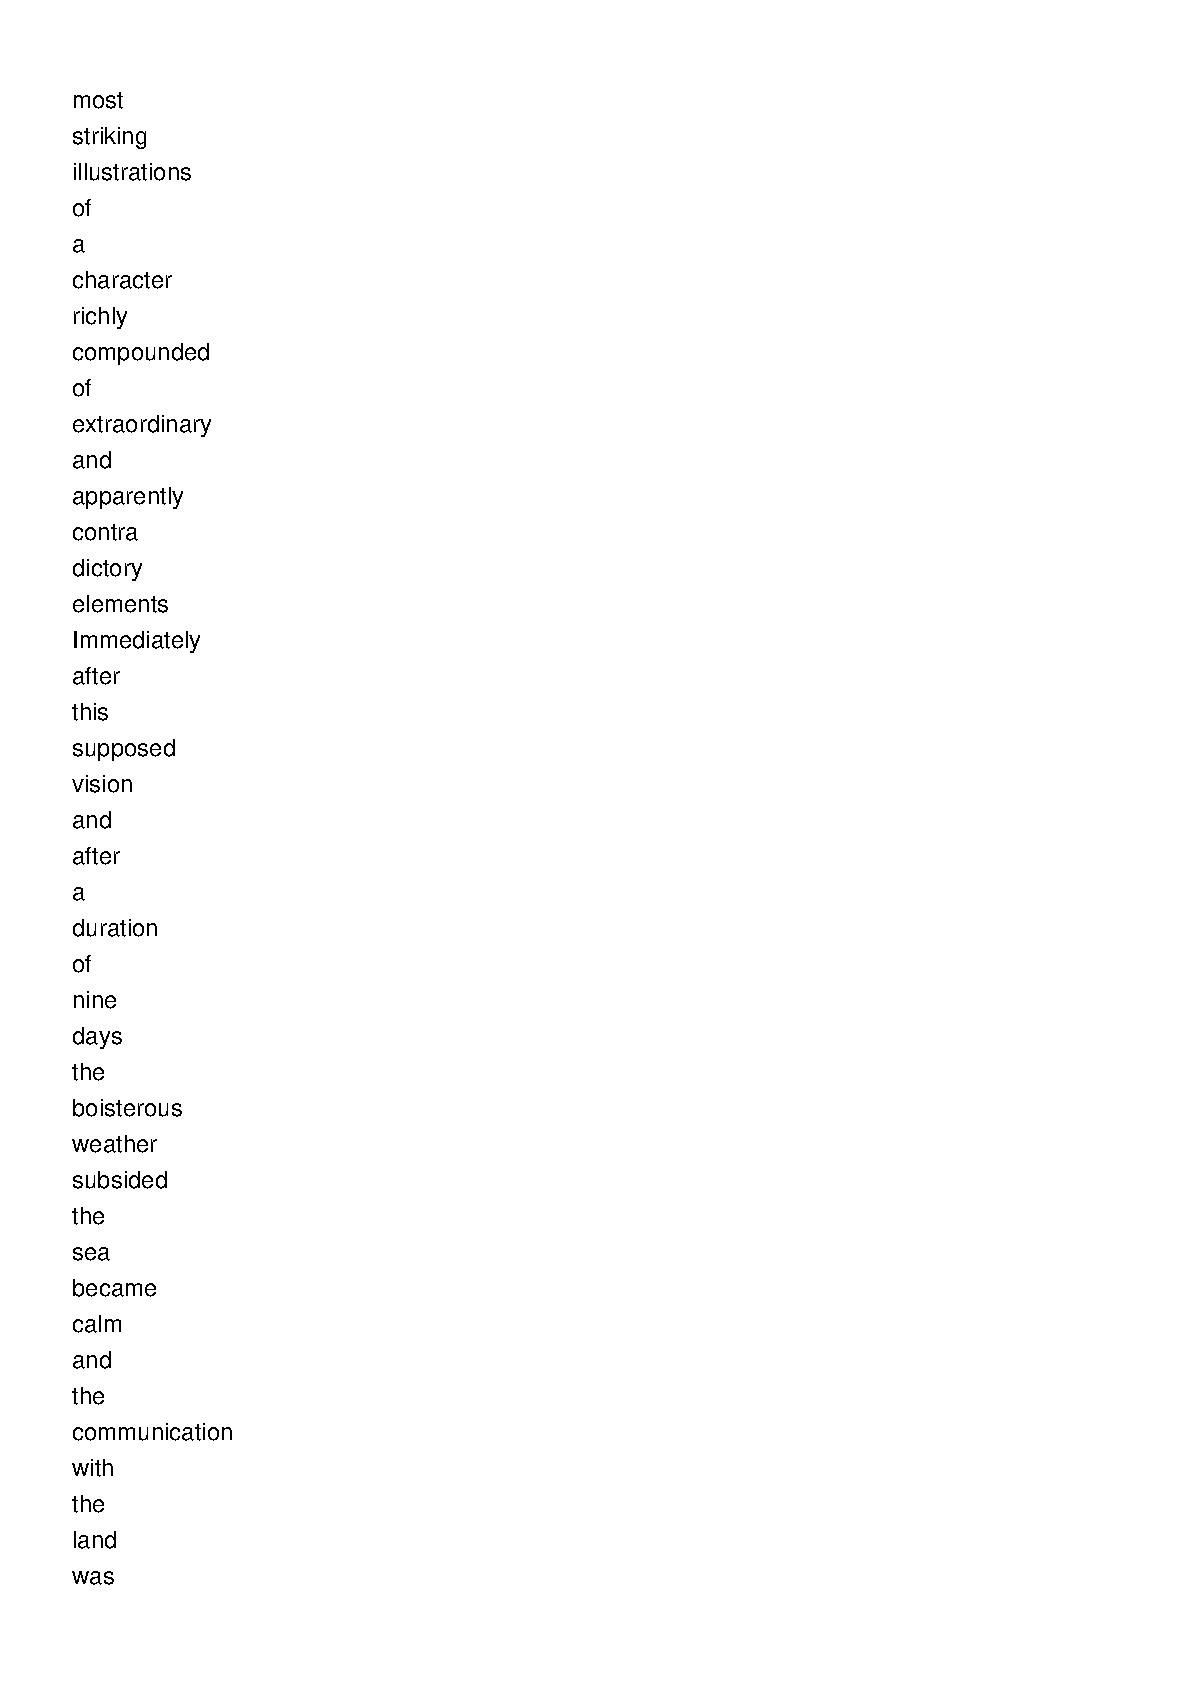 most
striking
illustrations
of
a
character
richly
compounded
of
extraordinary
and
apparently
contra
dictory
elements
Immediately
after
this
supposed
vision
and
after
a
duration
of
nine
days
the
boisterous
weather
subsided
the
sea
became
calm
and
the
communication
with
the
land
was